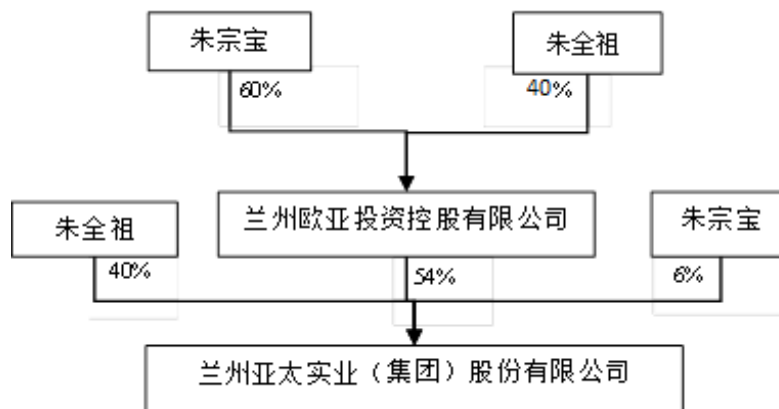 朱宗宝
朱全祖
60%
40%
朱全祖
兰州欧亚投资控股有限公司
朱宗宝
40%
54%
6%
兰州亚太实业（集团）股份有限公司